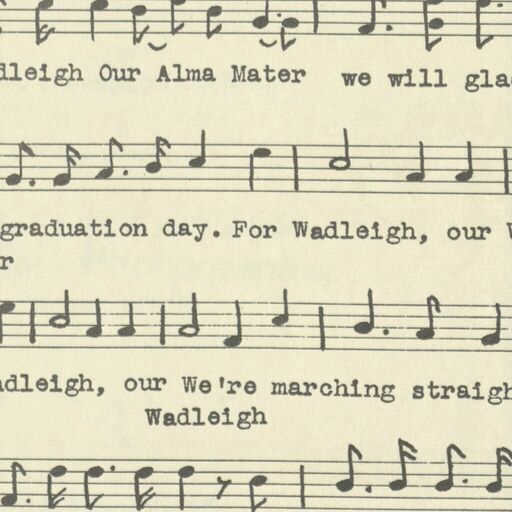 dleigh Our Alma Mater we will gla
graduation day. For Wadleigh, our W
r
adleigh, our We're marching straigh
Wadleigh